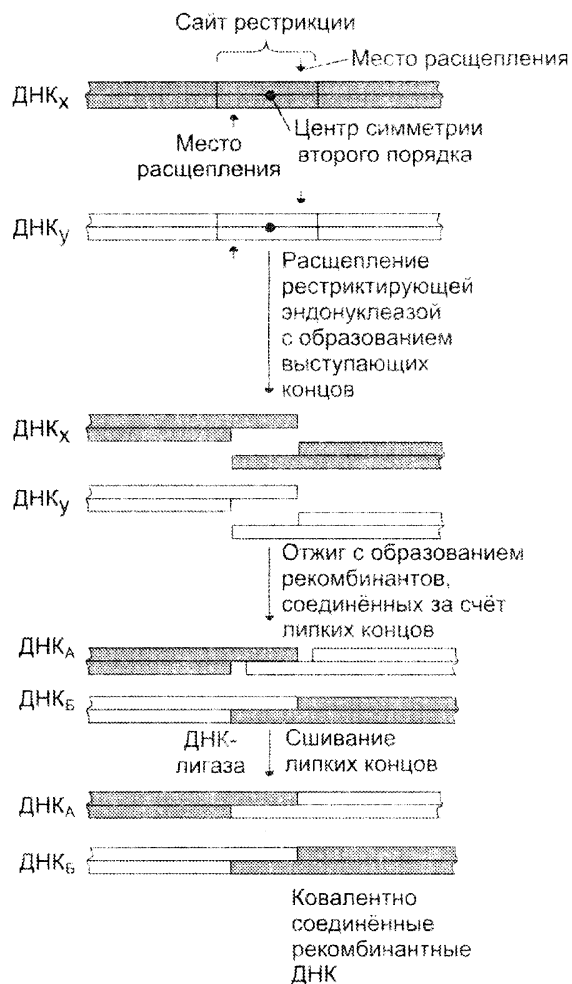 Сайт рестрикции
Место расщепления
ДНКX
Центр симметрии
второго порядка
Место
расщепления
ДНКy
Расщепление
рестриктирующей
эндонуклеазой
с образованием
выступающих
концов
ДНКX
ДНКy
Отжиг с образованием
рекомбинантов,
соединённых за счёт
липких концов
ДНКА
ДНКБ
ДНК-
лигаза
Сшивание
липких концов
ДНКА
ДНКБ
Ковалентно
соединённые
рекомбинантные
ДНК